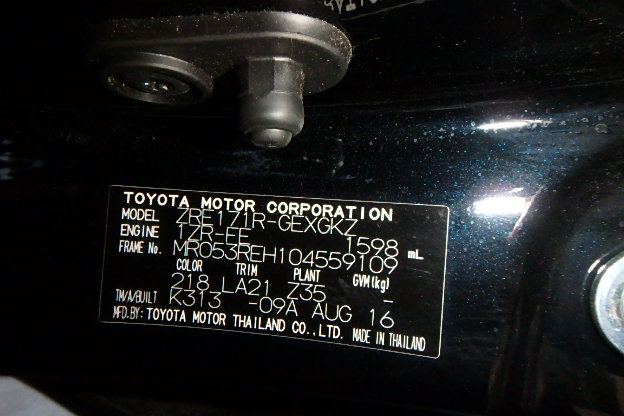 TOYOTA MOTOR CORPORATION
MODEL ZRE171R-GEXGKZ
ENGINE 1ZR-FE 1598 mL
FRAME No. MR053REH104559109
COLOR TRIM PLANT GVM(kg)
218 LA21 Z35 -
TM/A/BUILT K313 -09A AUG 16
MFD.BY: TOYOTA MOTOR THAILAND CO.,LTD. MADE IN THAILAND